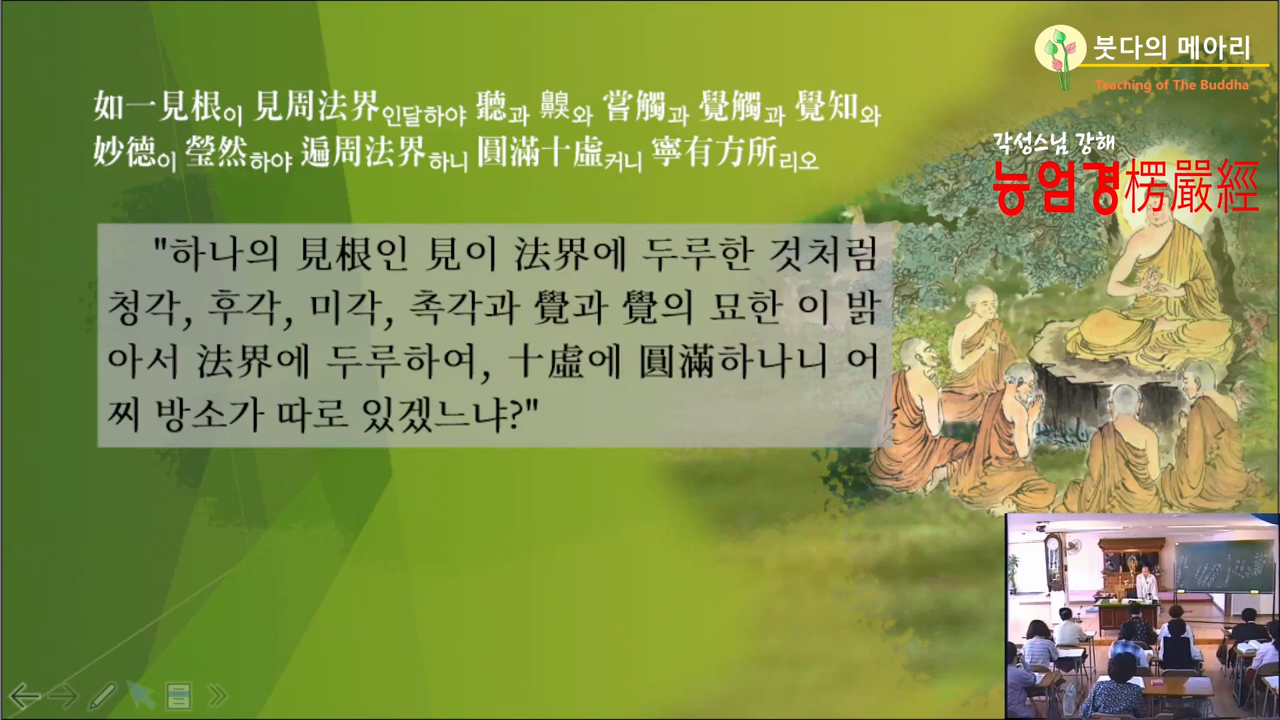 붓다의 메아리
Teaching of The Buddha
각성스님 강해
능엄경楞嚴經
如一見根이 見周法界인달하야 聽과 齅와 嘗觸과 覺觸과 覺知와
妙德이 瑩然하야 遍周法界하니 圓滿十虛커니 寧有方所리오
"하나의 見根인 見이 法界에 두루한 것처럼
청각, 후각, 미각, 촉각과 覺과 覺의 묘한 이 밝
아서 法界에 두루하여, 十虛에 圓滿하나니 어
찌 방소가 따로 있겠느냐?"